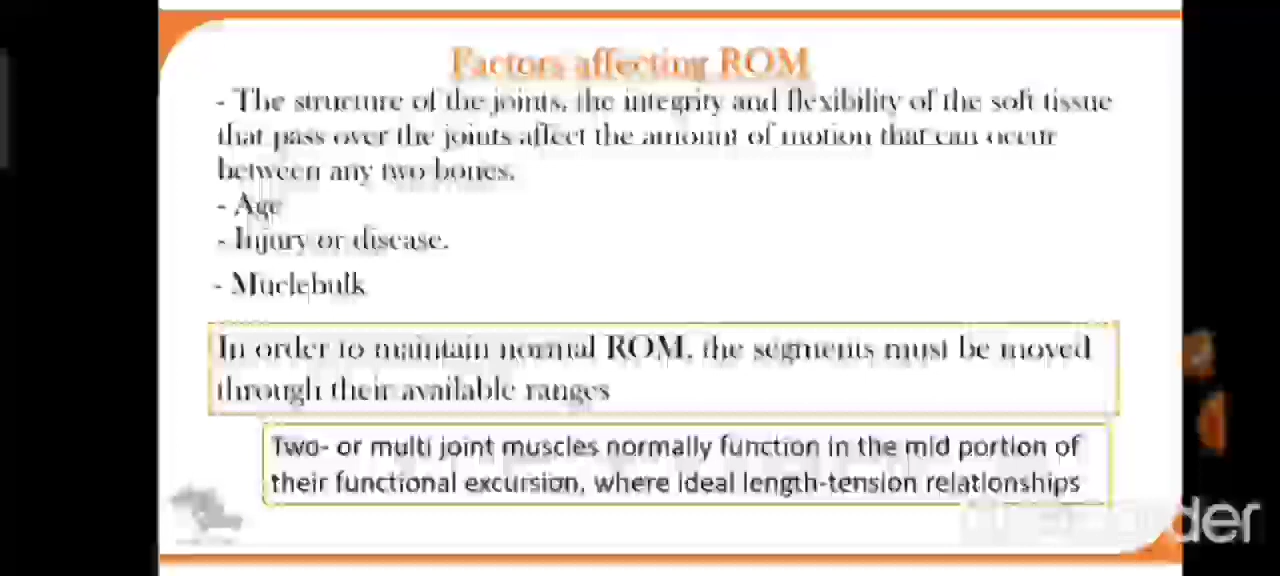 Factors affecting ROM
- The structure of the joints, the integrity and flexibility of the soft tissue
that pass over the joints affect the amount of motion that can occur
between any two bones.
- Age
- Injury or disease.
- Muclebulk
In order to maintain normal ROM, the segments must be moved
through their available ranges
Two- or multi joint muscles normally function in the mid portion of
their functional excursion, where ideal length-tension relationships